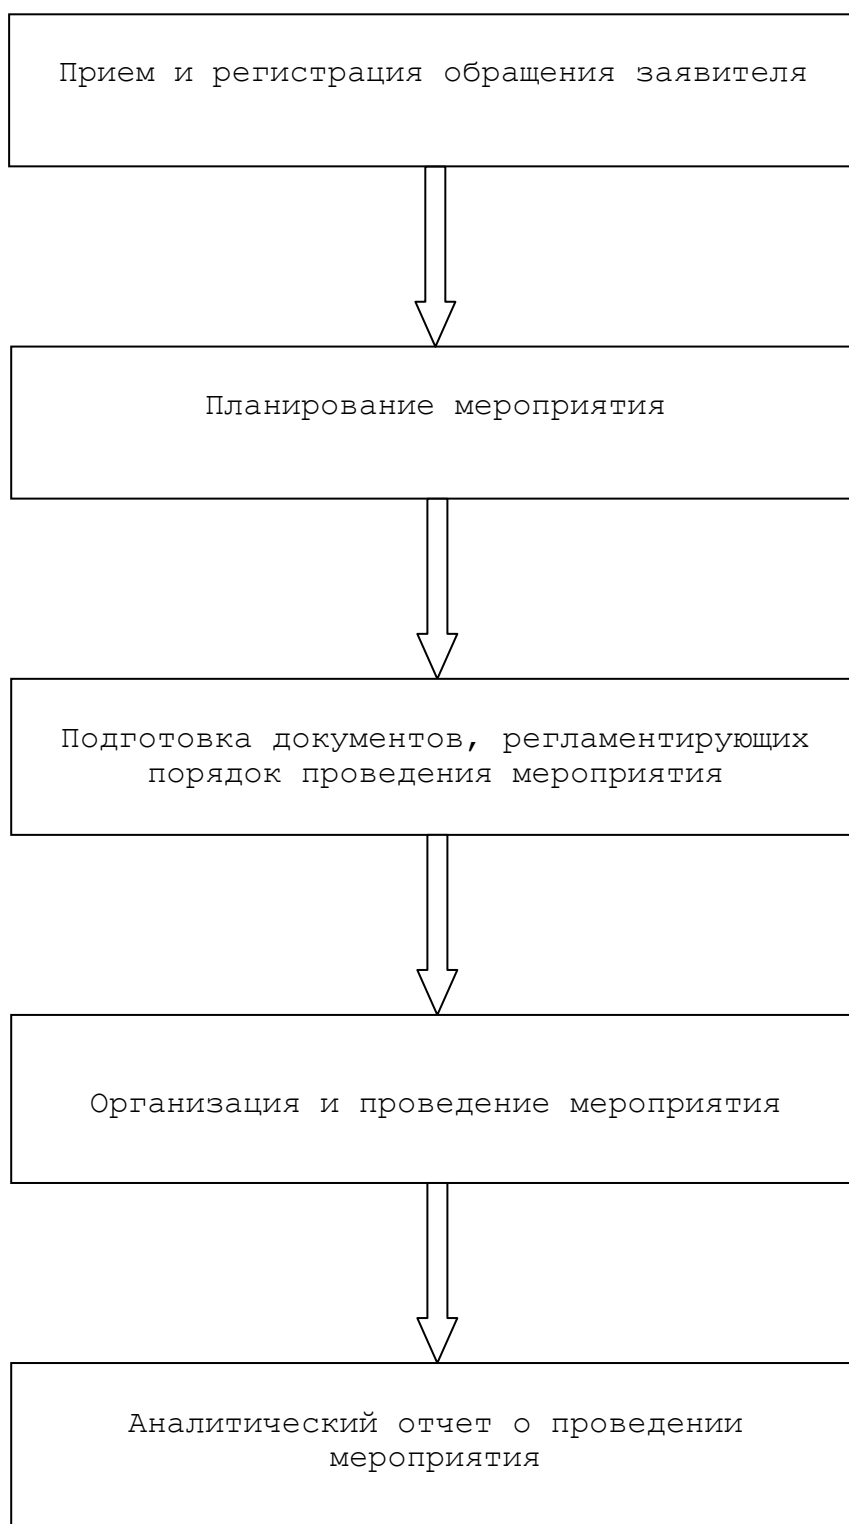 Прием и регистрация обращения заявителя
Планирование мероприятия
Подготовка документов, регламентирующих
порядок проведения мероприятия
Организация и проведение мероприятия
Аналитический отчет о проведении
мероприятия